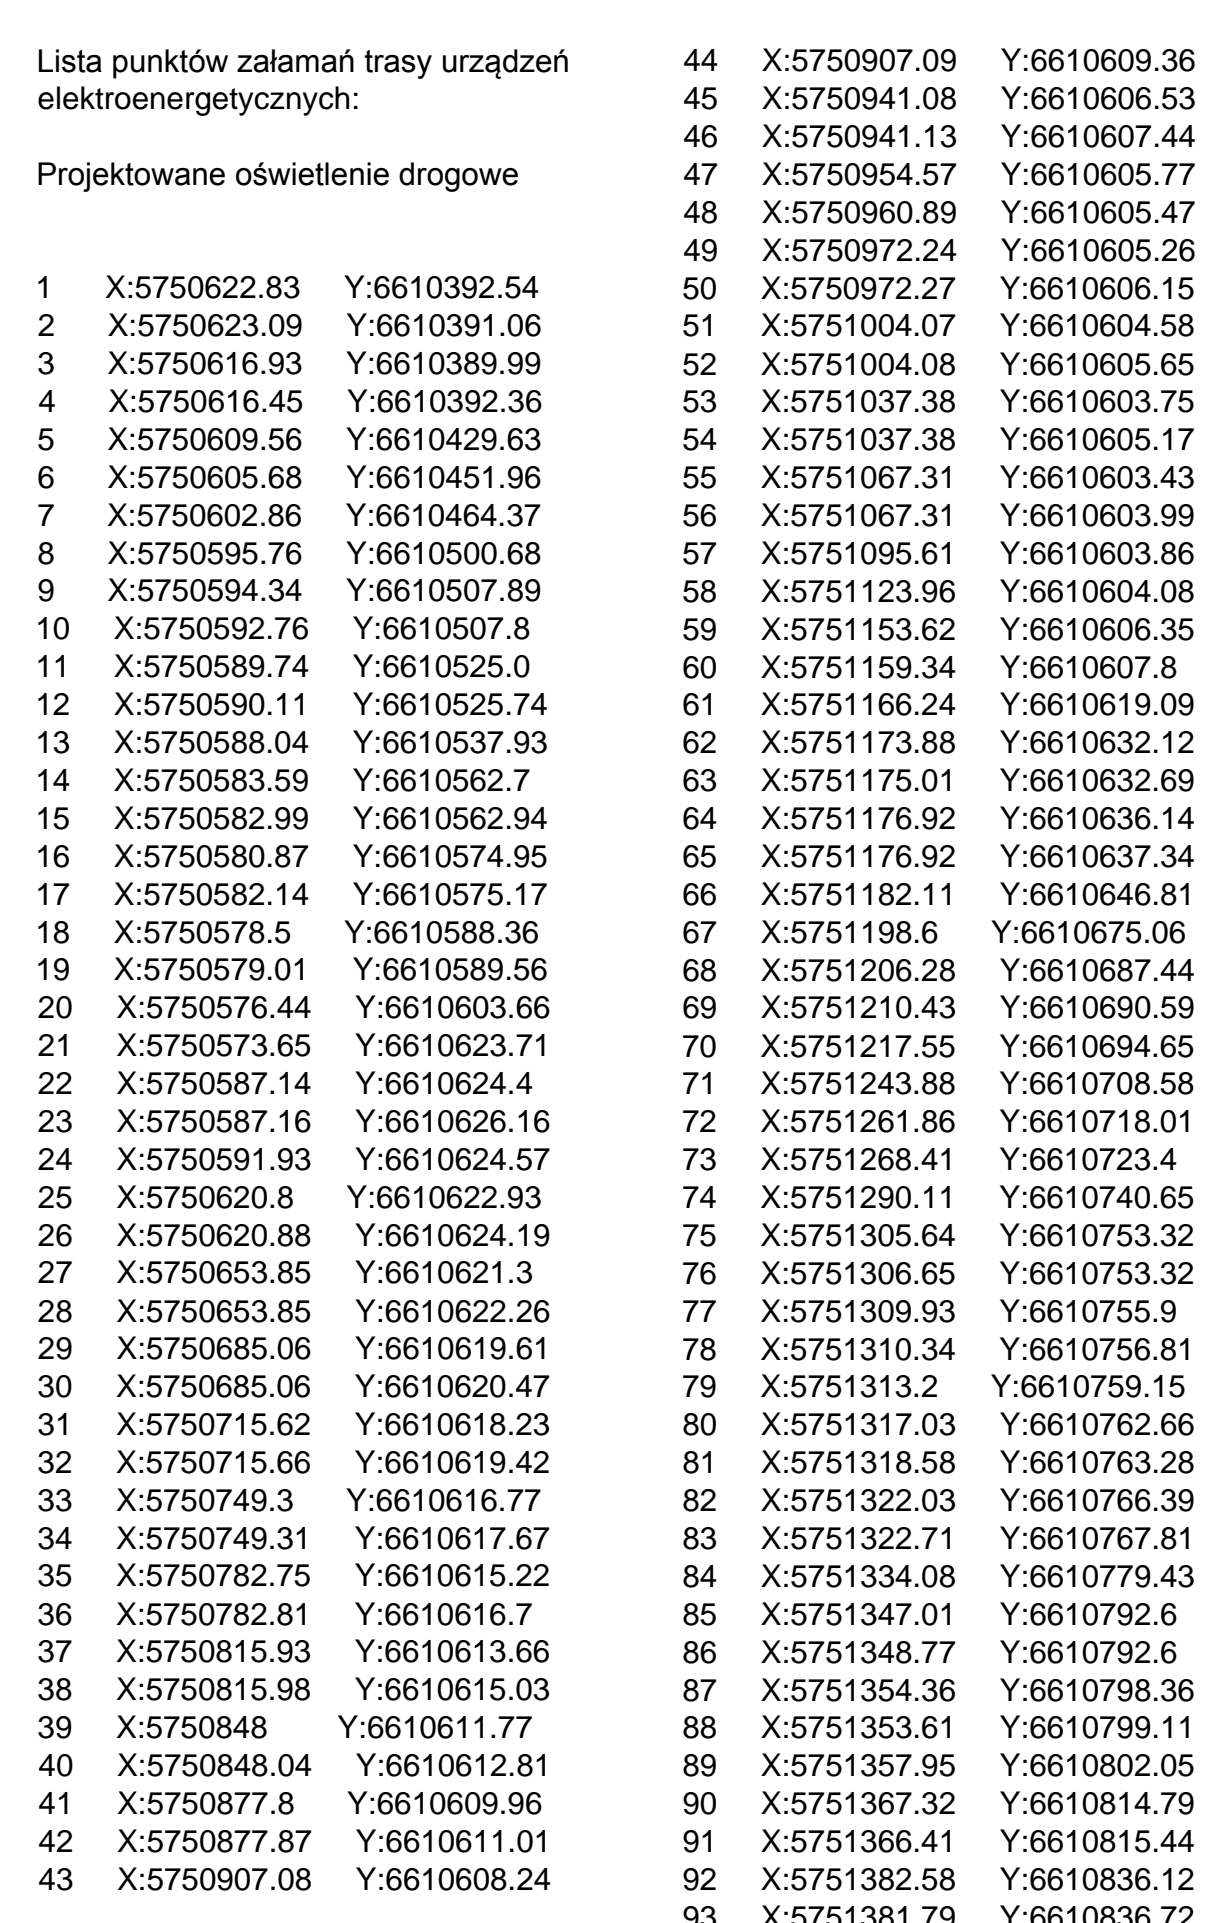 Lista punktów załamań trasy urządzeń
elektroenergetycznych:
Projektowane oświetlenie drogowe
1 X:5750622.83 Y:6610392.54
2 X:5750623.09 Y:6610391.06
3 X:5750616.93 Y:6610389.99
4 X:5750616.45 Y:6610392.36
5 X:5750609.56 Y:6610429.63
6 X:5750605.68 Y:6610451.96
7 X:5750602.86 Y:6610464.37
8 X:5750595.76 Y:6610500.68
9 X:5750594.34 Y:6610507.89
10 X:5750592.76 Y:6610507.8
11 X:5750589.74 Y:6610525.0
12 X:5750590.11 Y:6610525.74
13 X:5750588.04 Y:6610537.93
14 X:5750583.59 Y:6610562.7
15 X:5750582.99 Y:6610562.94
16 X:5750580.87 Y:6610574.95
17 X:5750582.14 Y:6610575.17
18 X:5750578.5 Y:6610588.36
19 X:5750579.01 Y:6610589.56
20 X:5750576.44 Y:6610603.66
21 X:5750573.65 Y:6610623.71
22 X:5750587.14 Y:6610624.4
23 X:5750587.16 Y:6610626.16
24 X:5750591.93 Y:6610624.57
25 X:5750620.8 Y:6610622.93
26 X:5750620.88 Y:6610624.19
27 X:5750653.85 Y:6610621.3
28 X:5750653.85 Y:6610622.26
29 X:5750685.06 Y:6610619.61
30 X:5750685.06 Y:6610620.47
31 X:5750715.62 Y:6610618.23
32 X:5750715.66 Y:6610619.42
33 X:5750749.3 Y:6610616.77
34 X:5750749.31 Y:6610617.67
35 X:5750782.75 Y:6610615.22
36 X:5750782.81 Y:6610616.7
37 X:5750815.93 Y:6610613.66
38 X:5750815.98 Y:6610615.03
39 X:5750848 Y:6610611.77
40 X:5750848.04 Y:6610612.81
41 X:5750877.8 Y:6610609.96
42 X:5750877.87 Y:6610611.01
43 X:5750907.08 Y:6610608.24
44 X:5750907.09 Y:6610609.36
45 X:5750941.08 Y:6610606.53
46 X:5750941.13 Y:6610607.44
47 X:5750954.57 Y:6610605.77
48 X:5750960.89 Y:6610605.47
49 X:5750972.24 Y:6610605.26
50 X:5750972.27 Y:6610606.15
51 X:5751004.07 Y:6610604.58
52 X:5751004.08 Y:6610605.65
53 X:5751037.38 Y:6610603.75
54 X:5751037.38 Y:6610605.17
55 X:5751067.31 Y:6610603.43
56 X:5751067.31 Y:6610603.99
57 X:5751095.61 Y:6610603.86
58 X:5751123.96 Y:6610604.08
59 X:5751153.62 Y:6610606.35
60 X:5751159.34 Y:6610607.8
61 X:5751166.24 Y:6610619.09
62 X:5751173.88 Y:6610632.12
63 X:5751175.01 Y:6610632.69
64 X:5751176.92 Y:6610636.14
65 X:5751176.92 Y:6610637.34
66 X:5751182.11 Y:6610646.81
67 X:5751198.6 Y:6610675.06
68 X:5751206.28 Y:6610687.44
69 X:5751210.43 Y:6610690.59
70 X:5751217.55 Y:6610694.65
71 X:5751243.88 Y:6610708.58
72 X:5751261.86 Y:6610718.01
73 X:5751268.41 Y:6610723.4
74 X:5751290.11 Y:6610740.65
75 X:5751305.64 Y:6610753.32
76 X:5751306.65 Y:6610753.32
77 X:5751309.93 Y:6610755.9
78 X:5751310.34 Y:6610756.81
79 X:5751313.2 Y:6610759.15
80 X:5751317.03 Y:6610762.66
81 X:5751318.58 Y:6610763.28
82 X:5751322.03 Y:6610766.39
83 X:5751322.71 Y:6610767.81
84 X:5751334.08 Y:6610779.43
85 X:5751347.01 Y:6610792.6
86 X:5751348.77 Y:6610792.6
87 X:5751354.36 Y:6610798.36
88 X:5751353.61 Y:6610799.11
89 X:5751357.95 Y:6610802.05
90 X:5751367.32 Y:6610814.79
91 X:5751366.41 Y:6610815.44
92 X:5751382.58 Y:6610836.12
93 X:5751381.79 Y:6610836.72